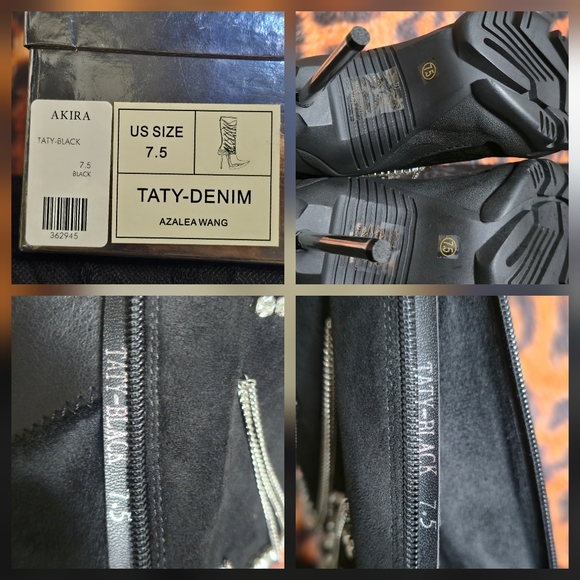 AKIRA
TATY-BLACK
7.5
BLACK
362945
US SIZE
7.5
TATY-DENIM
AZALEA WANG
7.5
7.5
TATY-BLACK 7.5
TATY-BLACK 7.5